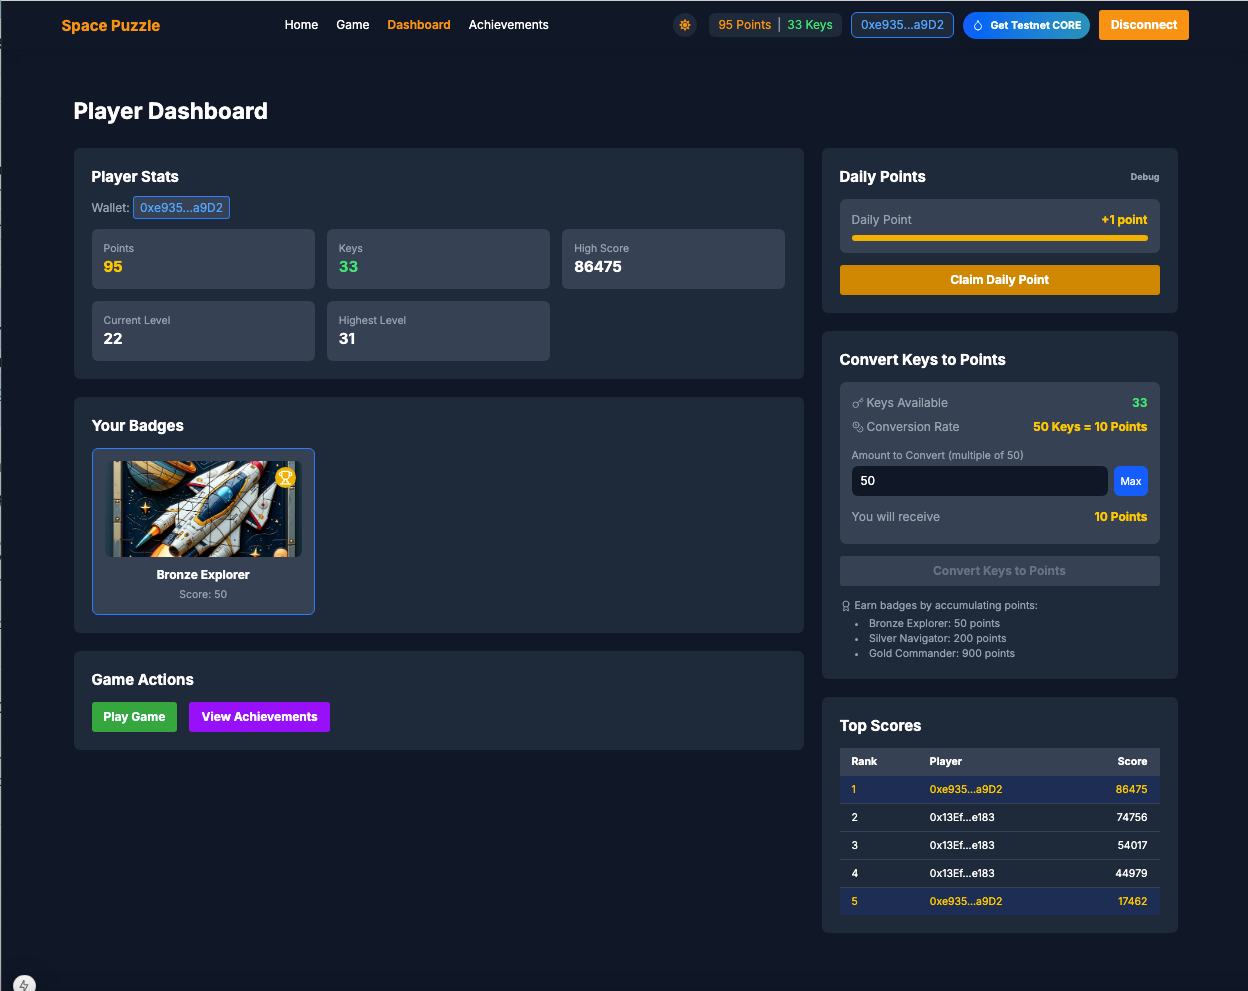 Space Puzzle
Home Game Dashboard Achievements
95 Points | 33 Keys
0xe935...a9D2
Get Testnet CORE
Disconnect
Player Dashboard
Player Stats
Wallet: 0xe935...a9D2
Points
95
Keys
33
High Score
86475
Current Level
22
Highest Level
31
Your Badges
Bronze Explorer
Score: 50
Game Actions
Play Game
View Achievements
Daily Points
Debug
Daily Point +1 point
Claim Daily Point
Convert Keys to Points
Keys Available 33
Conversion Rate 50 Keys = 10 Points
Amount to Convert (multiple of 50)
50
Max
You will receive 10 Points
Convert Keys to Points
Earn badges by accumulating points:
• Bronze Explorer: 50 points
• Silver Navigator: 200 points
• Gold Commander: 900 points
Top Scores
Rank Player Score
1 0xe935...a9D2 86475
2 0x13Ef...e183 74756
3 0x13Ef...e183 54017
4 0x13Ef...e183 44979
5 0xe935...a9D2 17462